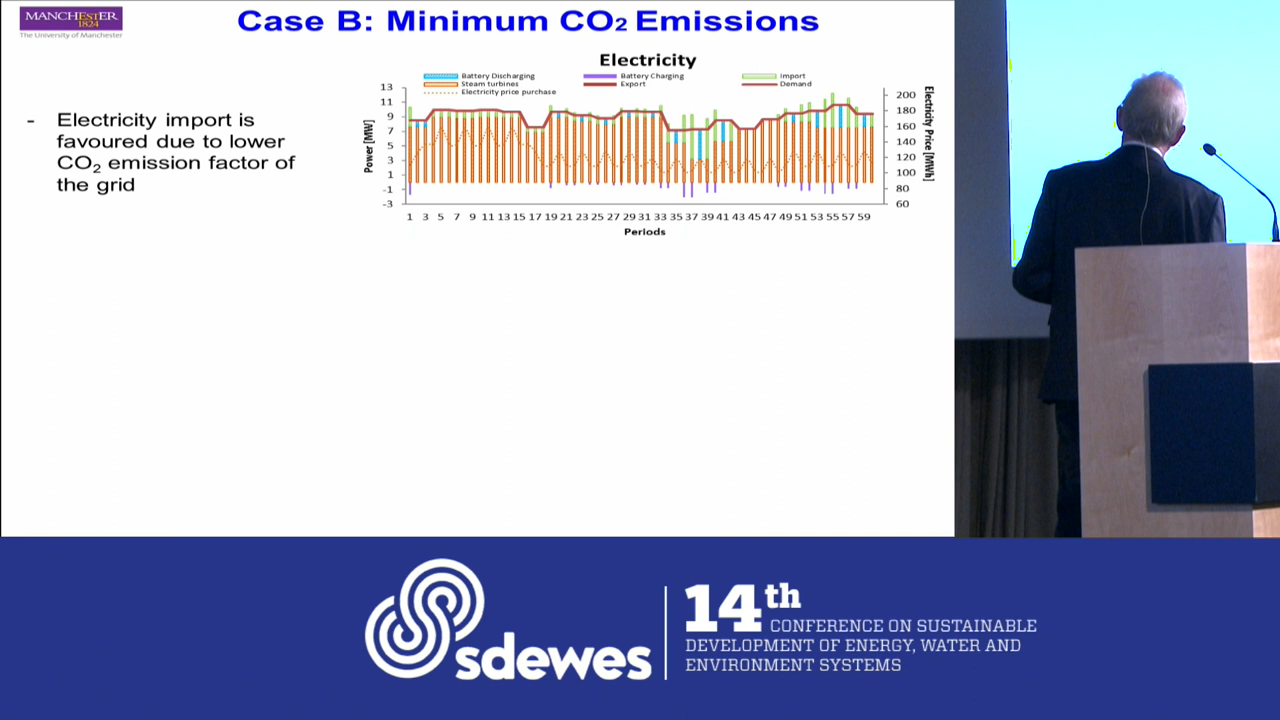 MANCHESTER
1824
The University of Manchester
Case B: Minimum CO2 Emissions
- Electricity import is
favoured due to lower
CO2 emission factor of
the grid
Electricity
Battery Discharging
Battery Charging
Import
Steam turbines
Export
Demand
Electricity price purchase
Power [MW]
13
11
9
7
5
3
1
-1
-3
200
180
160
140
120
100
80
60
Electricity Price [MWh]
1 3 5 7 9 11 13 15 17 19 21 23 25 27 29 31 33 35 37 39 41 43 45 47 49 51 53 55 57 59
Periods
sdewes
14th
CONFERENCE ON SUSTAINABLE
DEVELOPMENT OF ENERGY, WATER AND
ENVIRONMENT SYSTEMS